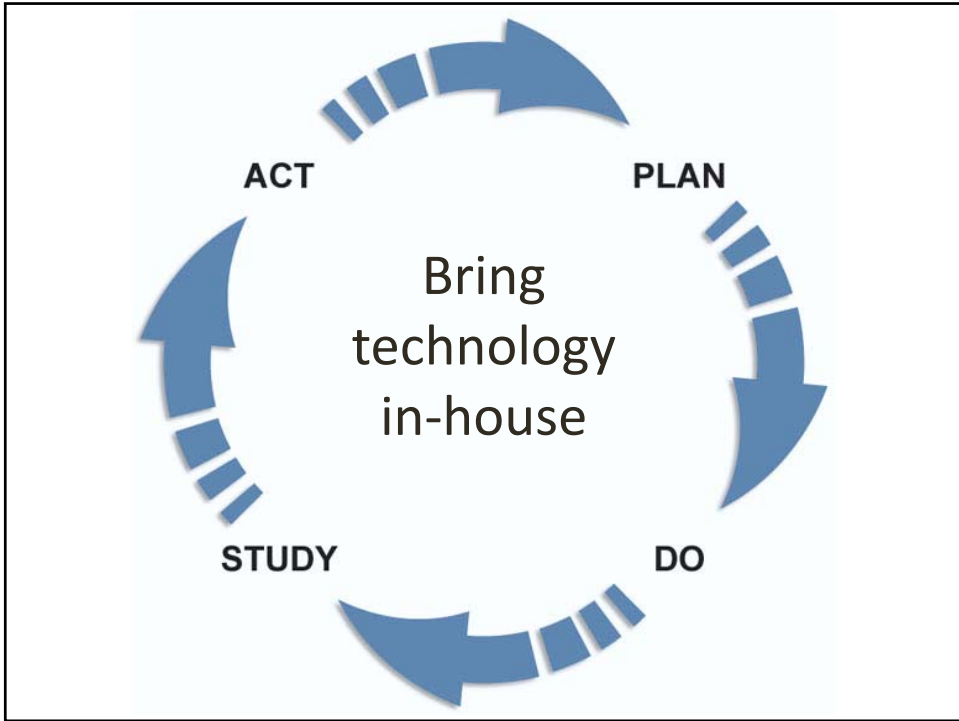 ACT
PLAN
Bring
technology
in-house
STUDY
DO